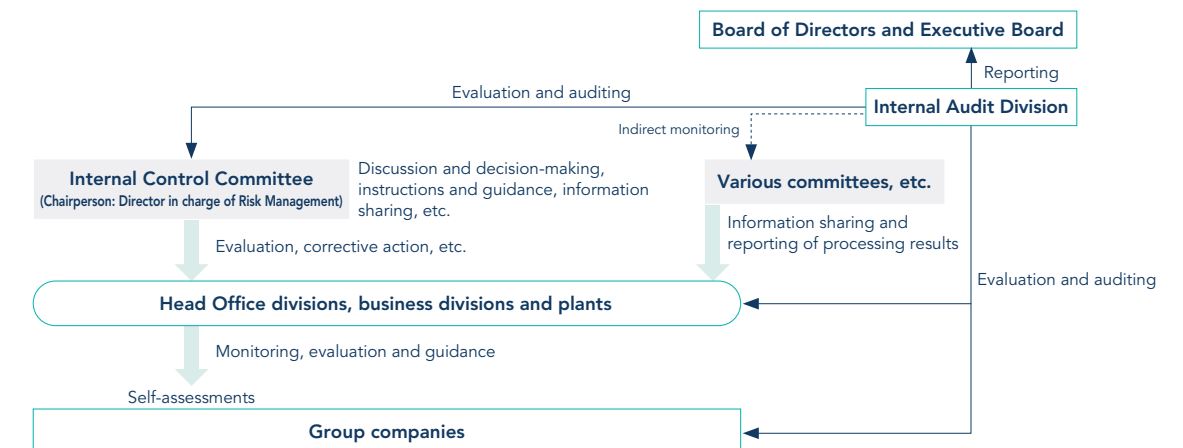 Board of Directors and Executive Board
Reporting
Evaluation and auditing
Internal Audit Division
Indirect monitoring
Internal Control Committee
(Chairperson: Director in charge of Risk Management)
Discussion and decision-making,
instructions and guidance, information
sharing, etc.
Various committees, etc.
Information sharing and
reporting of processing results
Evaluation, corrective action, etc.
Evaluation and auditing
Head Office divisions, business divisions and plants
Monitoring, evaluation and guidance
Self-assessments
Group companies